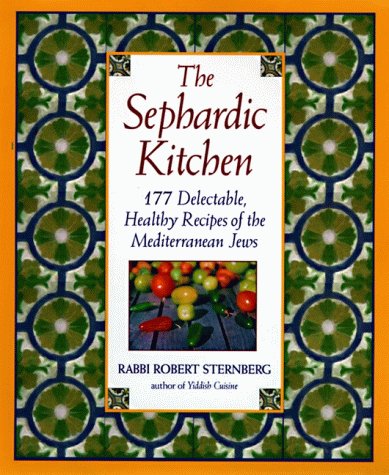 The
Sephardic
Kitchen
177 Delectable,
Healthy Recipes of the
Mediterranean Jews
RABBI ROBERT STERNBERG
author of Yiddish Cuisine